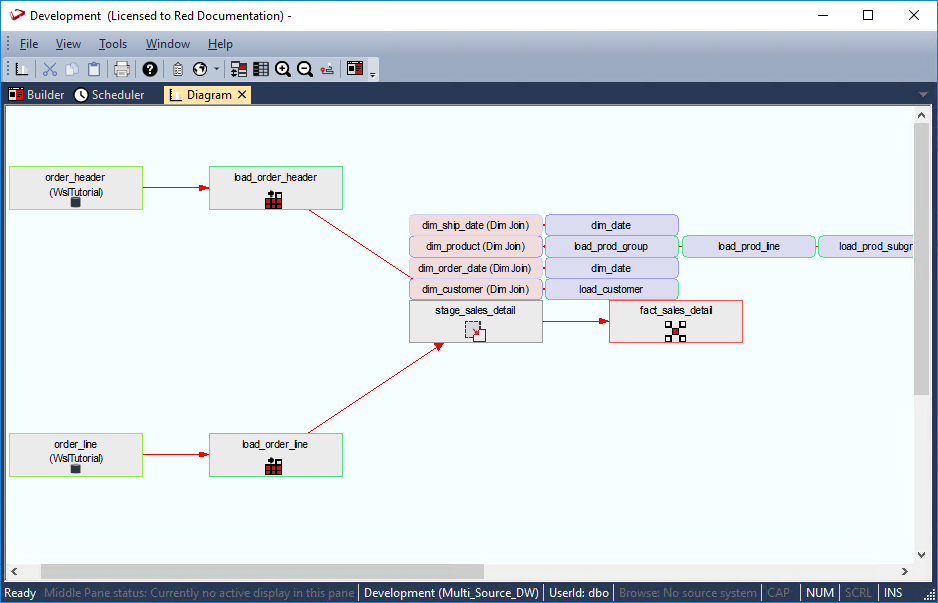 Development (Licensed to Red Documentation) -
File View Tools Window Help
Builder Scheduler Diagram
order_header
(WslTutorial)
load_order_header
dim_ship_date (Dim Join) dim_date
dim_product (Dim Join) load_prod_group load_prod_line load_prod_subgr
dim_order_date (Dim Join) dim_date
dim_customer (Dim Join) load_customer
stage_sales_detail fact_sales_detail
order_line
(WslTutorial)
load_order_line
Ready Middle Pane status: Currently no active display in this pane Development (Multi_Source_DW) UserId: dbo Browse: No source system CAP NUM SCRL INS